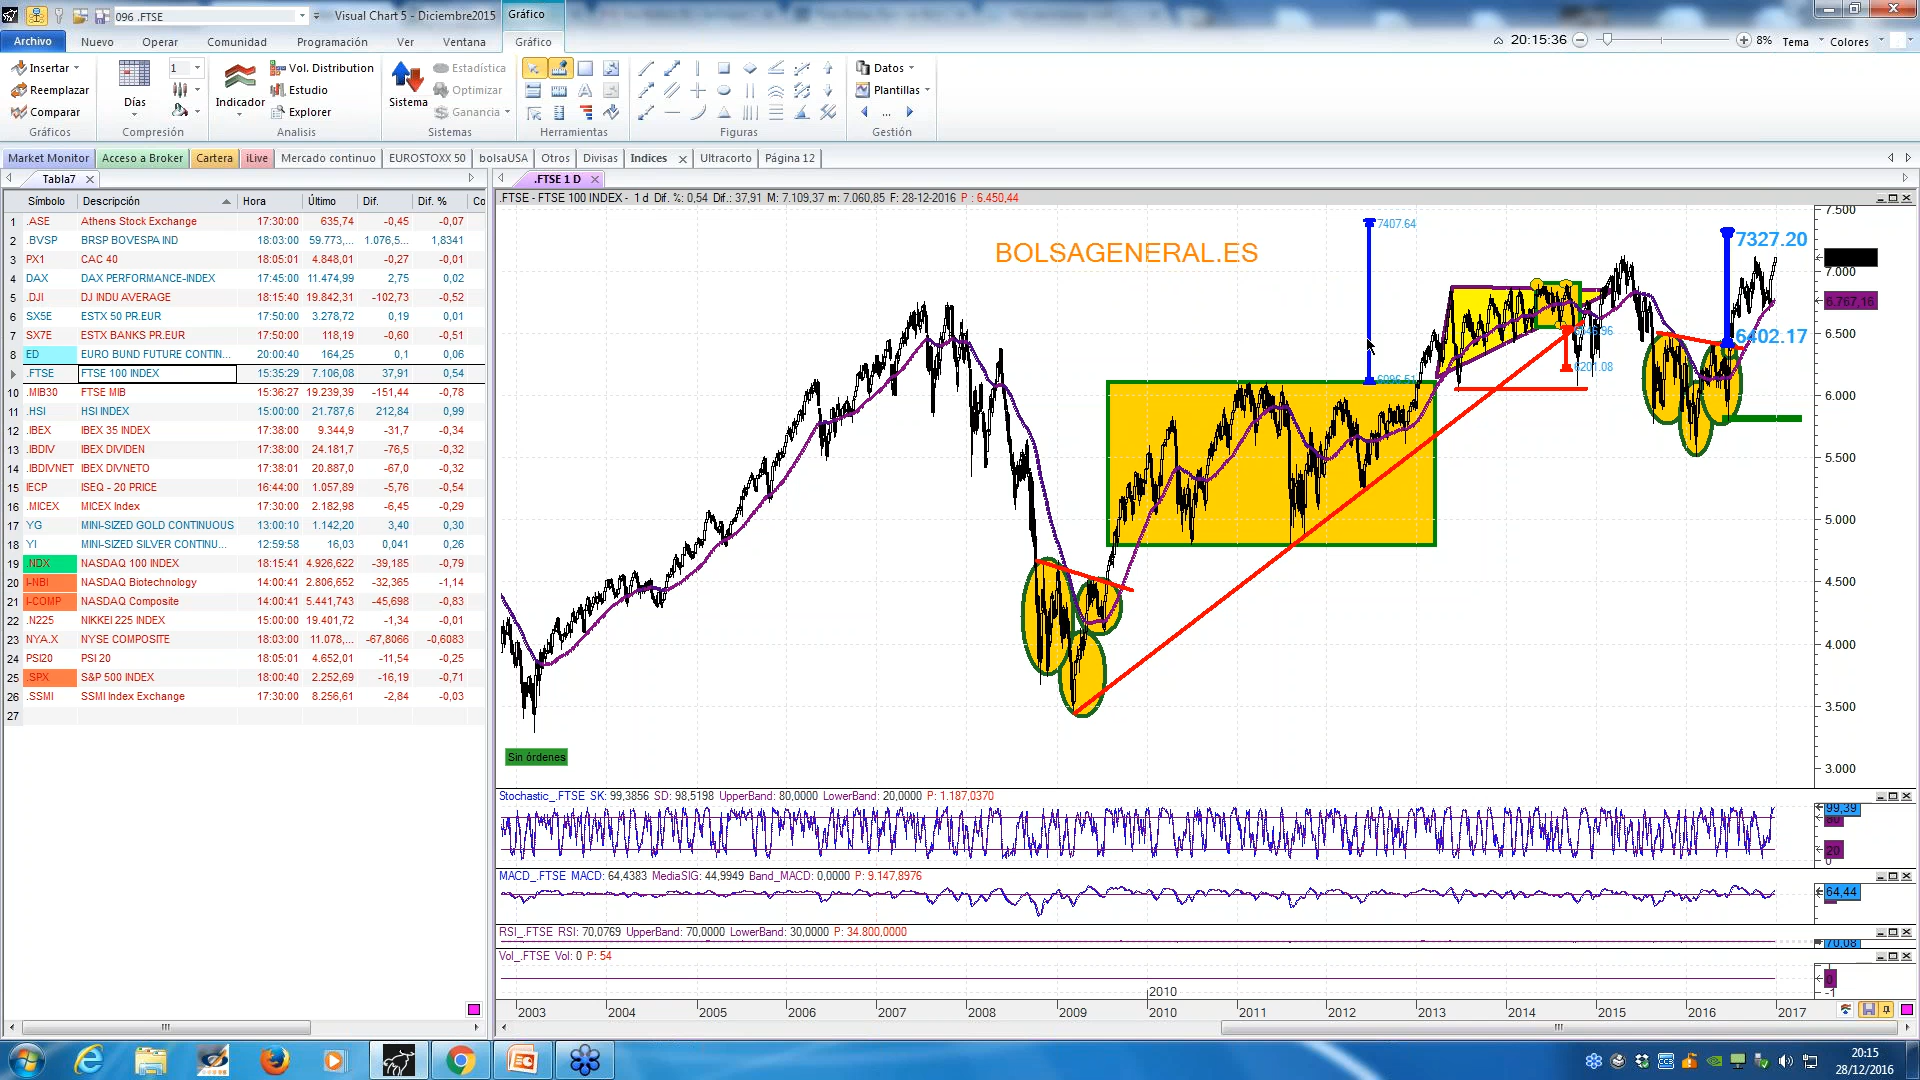 096 .FTSE
Visual Chart 5 - Diciembre2015
Gráfico
Archivo
Nuevo
Operar
Comunidad
Programación
Ver
Ventana
Gráfico
20:15:36
8%
Tema
Colores
Insertar
Reemplazar
Comparar
Gráficos
Días
1
Compresión
Indicador
Vol. Distribution
Estudio
Explorer
Analisis
Sistema
Estadística
Optimizar
Ganancia
Sistemas
Herramientas
Figuras
Datos
Plantillas
...
Gestión
Market Monitor
Acceso a Broker
Cartera
iLive
Mercado continuo
EUROSTOXX 50
bolsaUSA
Otros
Divisas
Indices
Ultracorto
Página 12
Tabla7
.FTSE 1 D
Símbolo Descripción Hora Último Dif. Dif. % Co
1 .ASE Athens Stock Exchange 17:30:00 635,74 -0,45 -0,07
2 .BVSP BRSP BOVESPA IND 18:03:00 59.773,... 1.076,5... 1,8341
3 PX1 CAC 40 18:05:01 4.848,01 -0,27 -0,01
4 DAX DAX PERFORMANCE-INDEX 17:45:00 11.474,99 2,75 0,02
5 .DJI DJ INDU AVERAGE 18:15:40 19.842,31 -102,73 -0,52
6 SX5E ESTX 50 PR.EUR 17:50:00 3.278,72 0,19 0,01
7 SX7E ESTX BANKS PR.EUR 17:50:00 118,19 -0,60 -0,51
8 ED EURO BUND FUTURE CONTIN... 20:00:40 164,25 0,1 0,06
.FTSE FTSE 100 INDEX 15:35:29 7.106,08 37,91 0,54
10 .MIB30 FTSE MIB 15:36:27 19.239,39 -151,44 -0,78
11 .HSI HSI INDEX 15:00:00 21.787,6 212,84 0,99
12 .IBEX IBEX 35 INDEX 17:38:00 9.344,9 -31,7 -0,34
13 .IBDIV IBEX DIVIDEN 17:38:00 24.181,7 -76,5 -0,32
14 .IBDIVNET IBEX DIVNETO 17:38:01 20.887,0 -67,0 -0,32
15 IECP ISEQ - 20 PRICE 16:44:00 1.057,89 -5,76 -0,54
16 .MICEX MICEX Index 17:30:00 2.182,98 -6,45 -0,29
17 YG MINI-SIZED GOLD CONTINUOUS 13:00:10 1.142,20 3,40 0,30
18 YI MINI-SIZED SILVER CONTINU... 12:59:58 16,03 0,041 0,26
19 .NDX NASDAQ 100 INDEX 18:15:41 4.926,622 -39,185 -0,79
20 I-NBI NASDAQ Biotechnology 14:00:41 2.806,652 -32,365 -1,14
21 I-COMP NASDAQ Composite 14:00:41 5.441,743 -45,698 -0,83
22 .N225 NIKKEI 225 INDEX 15:00:00 19.401,72 -1,34 -0,01
23 NYA.X NYSE COMPOSITE 18:03:00 11.078,... -67,8066 -0,6083
24 PSI20 PSI 20 18:05:01 4.652,01 -11,54 -0,25
25 .SPX S&P 500 INDEX 18:00:40 2.252,69 -16,19 -0,71
26 .SSMI SSMI Index Exchange 17:30:00 8.256,61 -2,84 -0,03
27
.FTSE - FTSE 100 INDEX - 1 d Dif. %: 0,54 Dif: 37,91 M: 7.109,37 m: 7.060,85 F: 28-12-2016 P : 6.450,44
BOLSAGENERAL.ES
7407.64
7327.20
6402.17
6201.08
7.500
7.000
6.767,16
6.500
6.000
5.500
5.000
4.500
4.000
3.500
3.000
Sin órdenes
Stochastic_.FTSE SK: 99,3856 SD: 98,5198 UpperBand: 80,0000 LowerBand: 20,0000 P: 1.187,0370
99,39
80
20
0
MACD_.FTSE MACD: 64,4383 MediaSIG: 44,9949 Band_MACD: 0,0000 P: 9.147,8976
64,44
RSI_.FTSE RSI: 70,0769 UpperBand: 70,0000 LowerBand: 30,0000 P: 34.800,0000
70,08
Vol_.FTSE Vol: 0 P: 54
0
-1
2010
2003 2004 2005 2006 2007 2008 2009 2010 2011 2012 2013 2014 2015 2016 2017
20:15
28/12/2016